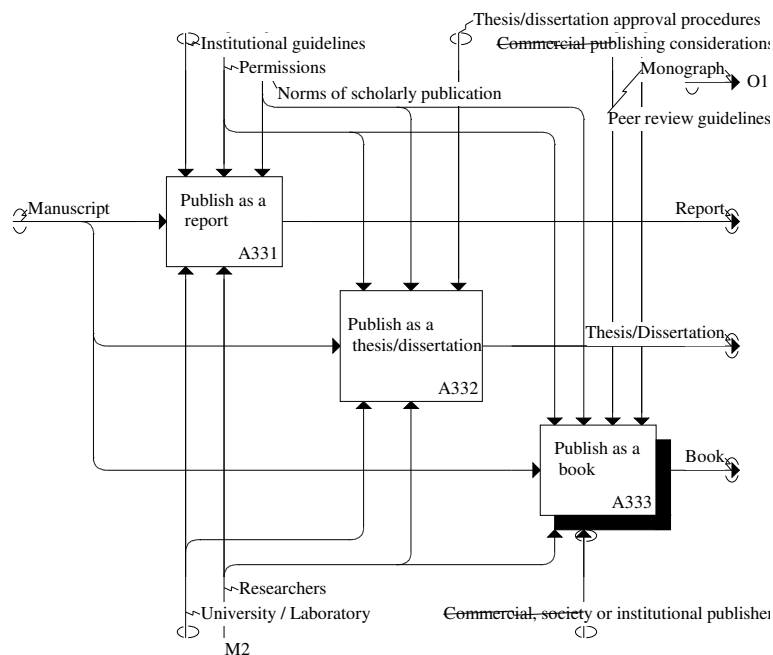 Thesis/dissertation approval procedures
Institutional guidelines
Commercial publishing considerations
Permissions
Monograph
O1
Norms of scholarly publication
Peer review guidelines
Manuscript
Publish as a
report
A331
Report
Publish as a
thesis/dissertation
A332
Thesis/Dissertation
Publish as a
book
A333
Book
Researchers
University / Laboratory
Commercial, society or institutional publisher
M2